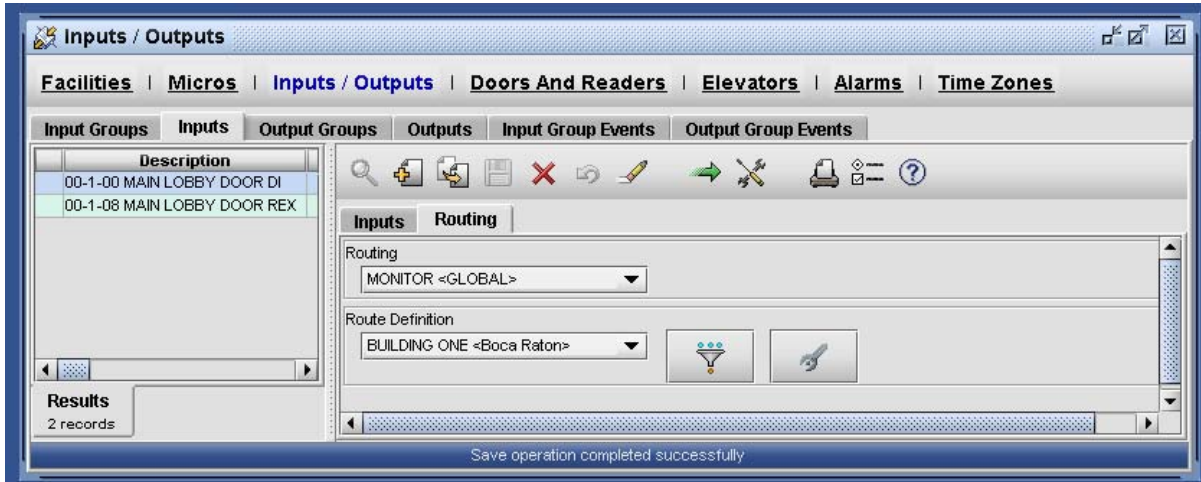 Inputs / Outputs
Facilities | Micros | Inputs / Outputs | Doors And Readers | Elevators | Alarms | Time Zones
Input Groups Inputs Output Groups Outputs Input Group Events Output Group Events
Description
00-1-00 MAIN LOBBY DOOR DI
00-1-08 MAIN LOBBY DOOR REX
Results
2 records
Inputs Routing
Routing
MONITOR <GLOBAL>
Route Definition
BUILDING ONE <Boca Raton>
Save operation completed successfully